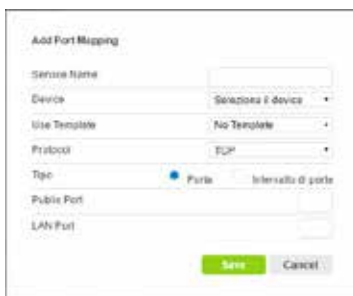 Add Port Mapping
Service Name
Device Seleziona il device
Use Template No Template
Protocol TCP
Tipo Porta Intervallo di porte
Public Port
LAN Port
Save Cancel